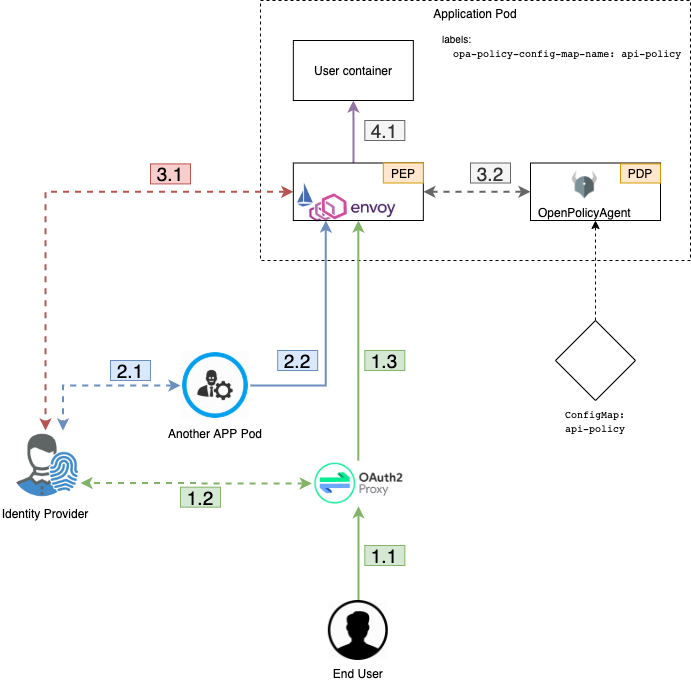 Application Pod
labels:
opa-policy-config-map-name: api-policy
User container
4.1
3.1
PEP
3.2
PDP
envoy
OpenPolicyAgent
2.1
2.2
1.3
Another APP Pod
ConfigMap:
api-policy
OAuth2
Proxy
1.2
Identity Provider
1.1
End User